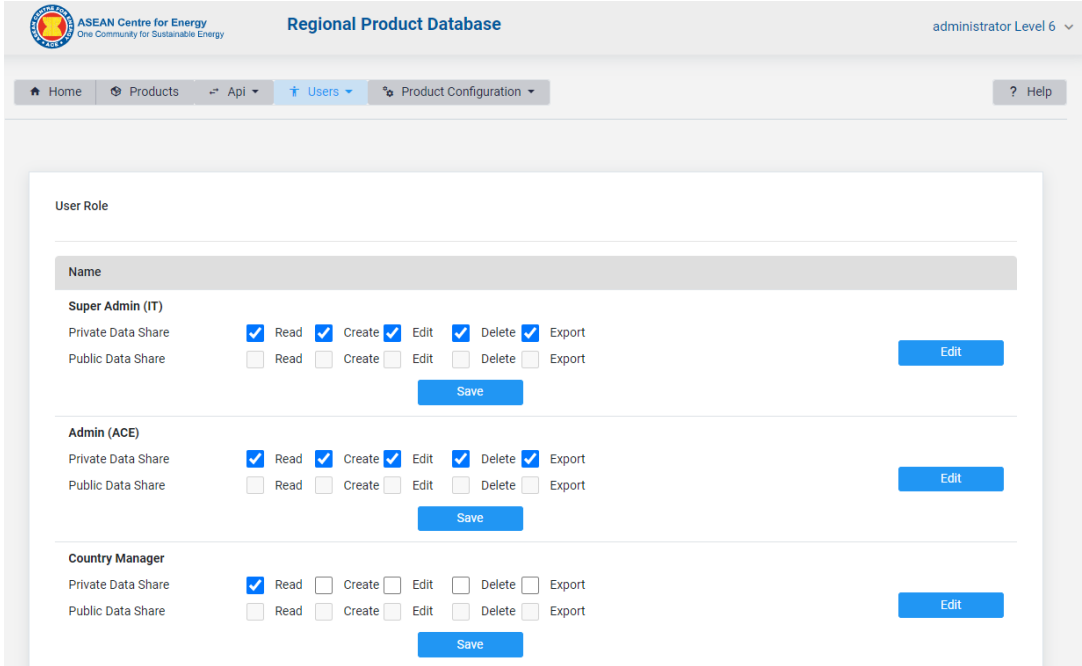 ASEAN Centre for Energy
One Community for Sustainable Energy
Regional Product Database
administrator Level 6
Home Products Api Users Product Configuration ? Help
User Role
Name
Super Admin (IT)
Private Data Share Read Create Edit Delete Export
Public Data Share Read Create Edit Delete Export
Edit
Save
Admin (ACE)
Private Data Share Read Create Edit Delete Export
Public Data Share Read Create Edit Delete Export
Edit
Save
Country Manager
Private Data Share Read Create Edit Delete Export
Public Data Share Read Create Edit Delete Export
Edit
Save